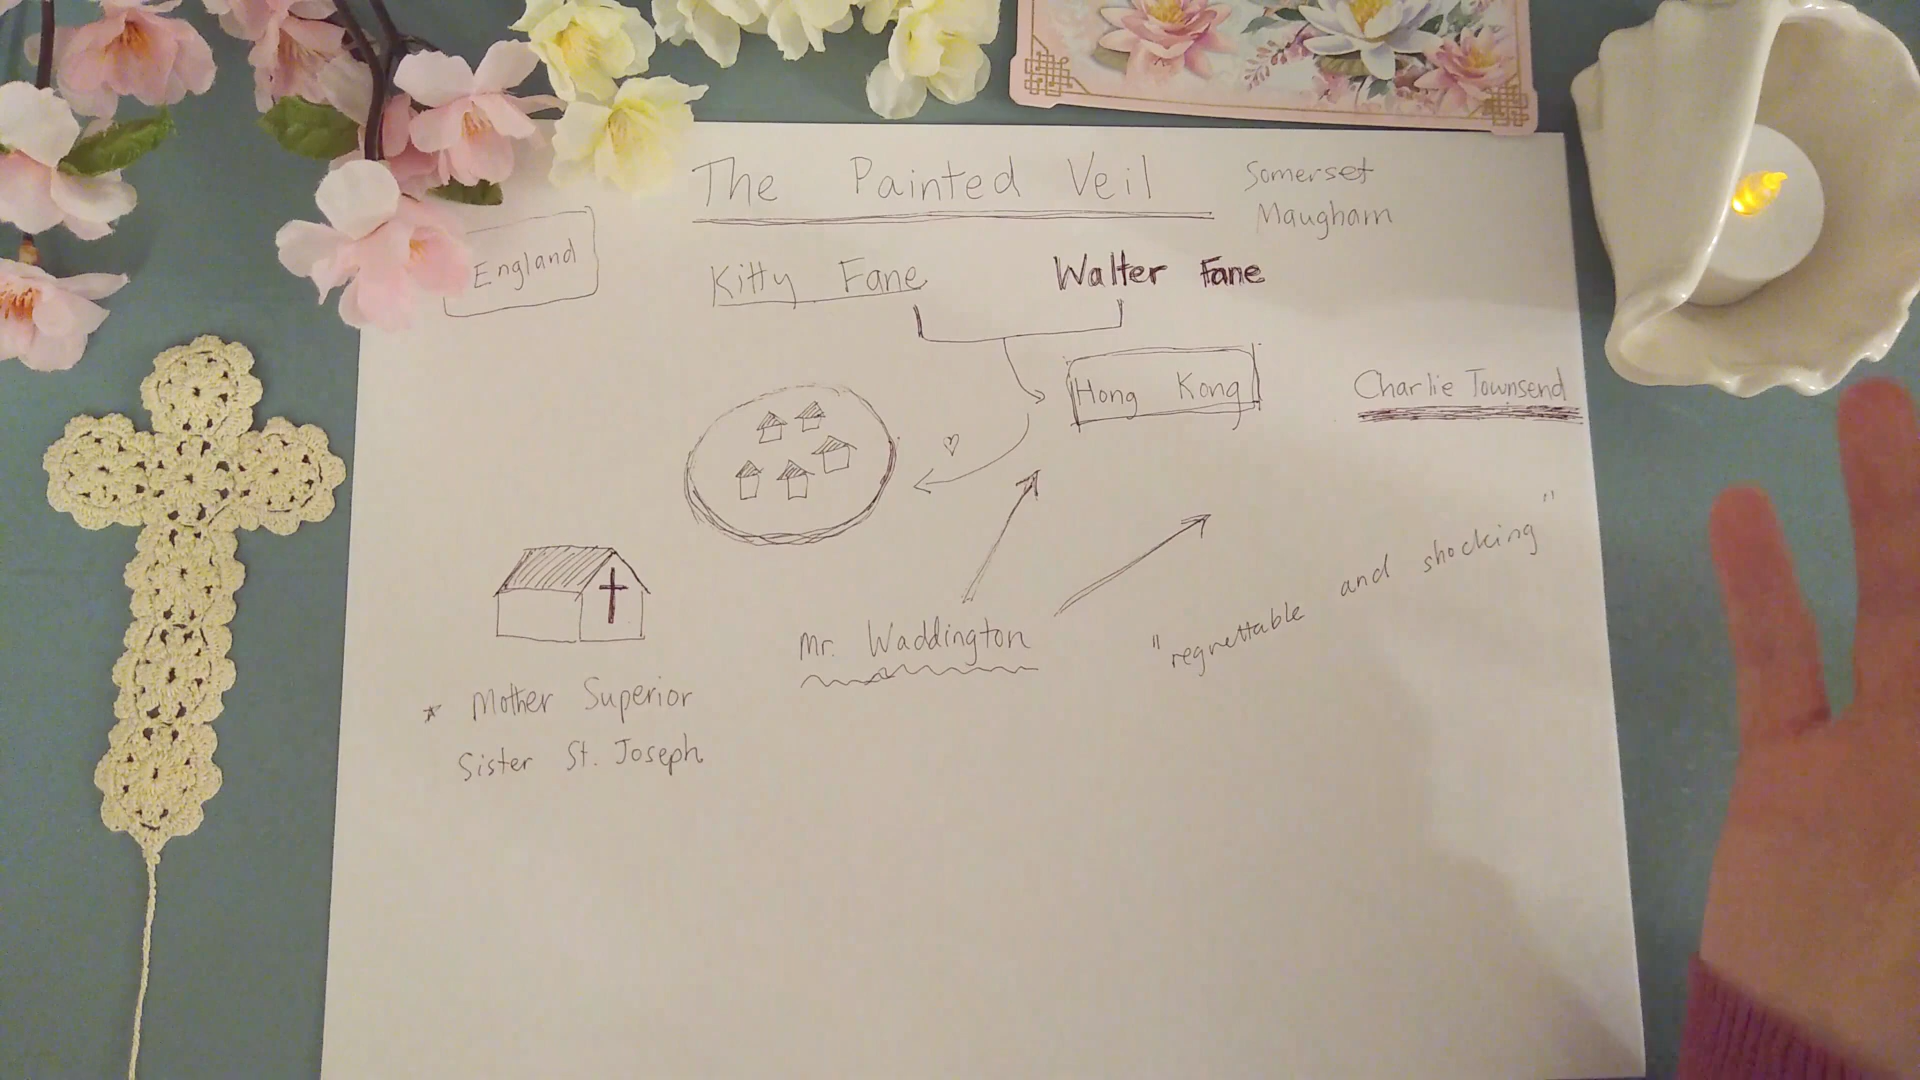 The Painted Veil
Somerset
Maugham
England
Kitty Fane
Walter Fane
Hong Kong
Charlie Townsend
"regrettable and shocking"
Mr. Waddington
* Mother Superior
Sister St. Joseph